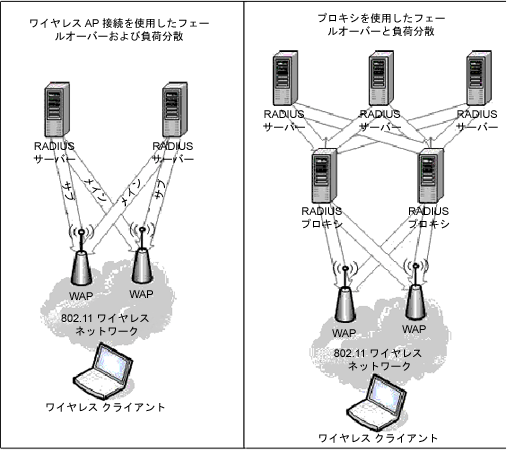 ワイヤレス AP 接続を使用したフェー
ルオーバーおよび負荷分散
RADIUS
サーバー
RADIUS
サーバー
サブ
メイン
メイン
サブ
WAP
WAP
802.11 ワイヤレス
ネットワーク
ワイヤレス クライアント
プロキシを使用したフェー
ルオーバーと負荷分散
RADIUS
サーバー
RADIUS
サーバー
RADIUS
サーバー
RADIUS
プロキシ
RADIUS
プロキシ
WAP
WAP
802.11 ワイヤレス
ネットワーク
ワイヤレス クライアント